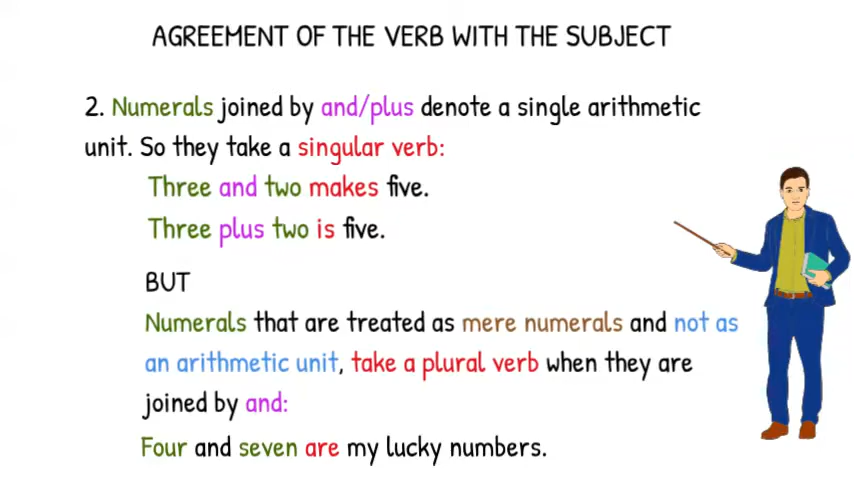 AGREEMENT OF THE VERB WITH THE SUBJECT
2. Numerals joined by and/plus denote a single arithmetic
unit. So they take a singular verb:
Three and two makes five.
Three plus two is five.
BUT
Numerals that are treated as mere numerals and not as
an arithmetic unit, take a plural verb when they are
joined by and:
Four and seven are my lucky numbers.